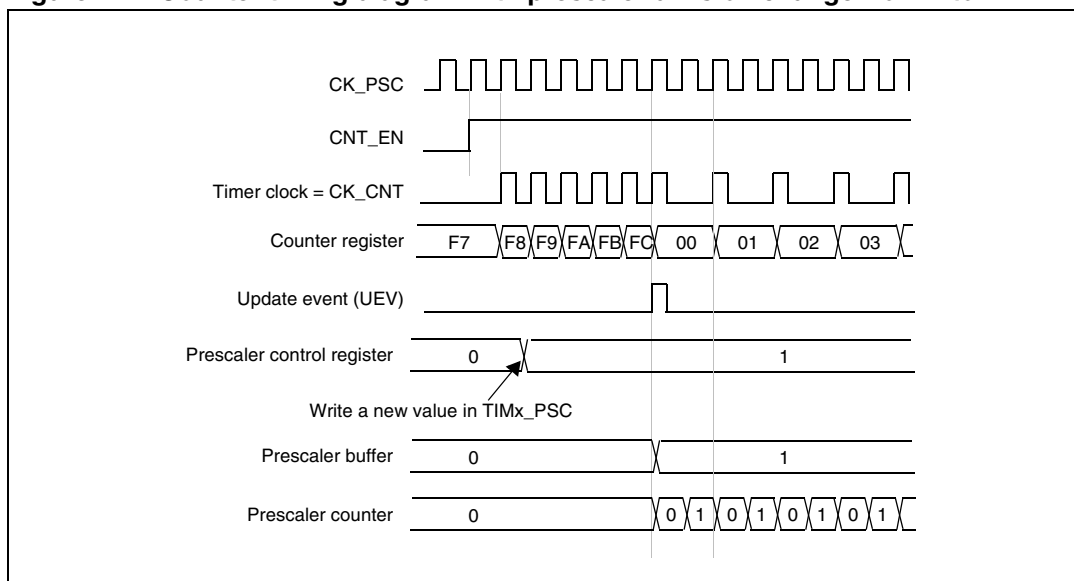 CK_PSC
CNT_EN
Timer clock = CK_CNT
Counter register F7 F8 F9 FA FB FC 00 01 02 03
Update event (UEV)
Prescaler control register 0 1
Write a new value in TIMx_PSC
Prescaler buffer 0 1
Prescaler counter 0 0 1 0 1 0 1 0 1